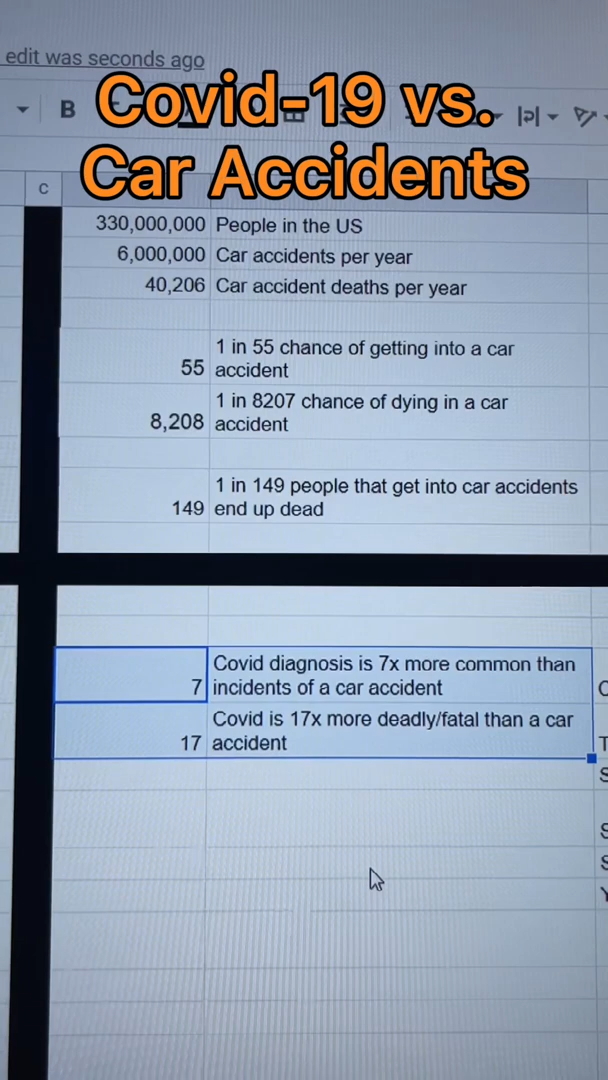 edit was seconds ago
Covid-19 vs.
Car Accidents
B
C
330,000,000 People in the US
6,000,000 Car accidents per year
40,206 Car accident deaths per year
1 in 55 chance of getting into a car
55 accident
1 in 8207 chance of dying in a car
8,208 accident
1 in 149 people that get into car accidents
149 end up dead
Covid diagnosis is 7x more common than
7 incidents of a car accident
C
Covid is 17x more deadly/fatal than a car
17 accident
T
S
S
S
Y